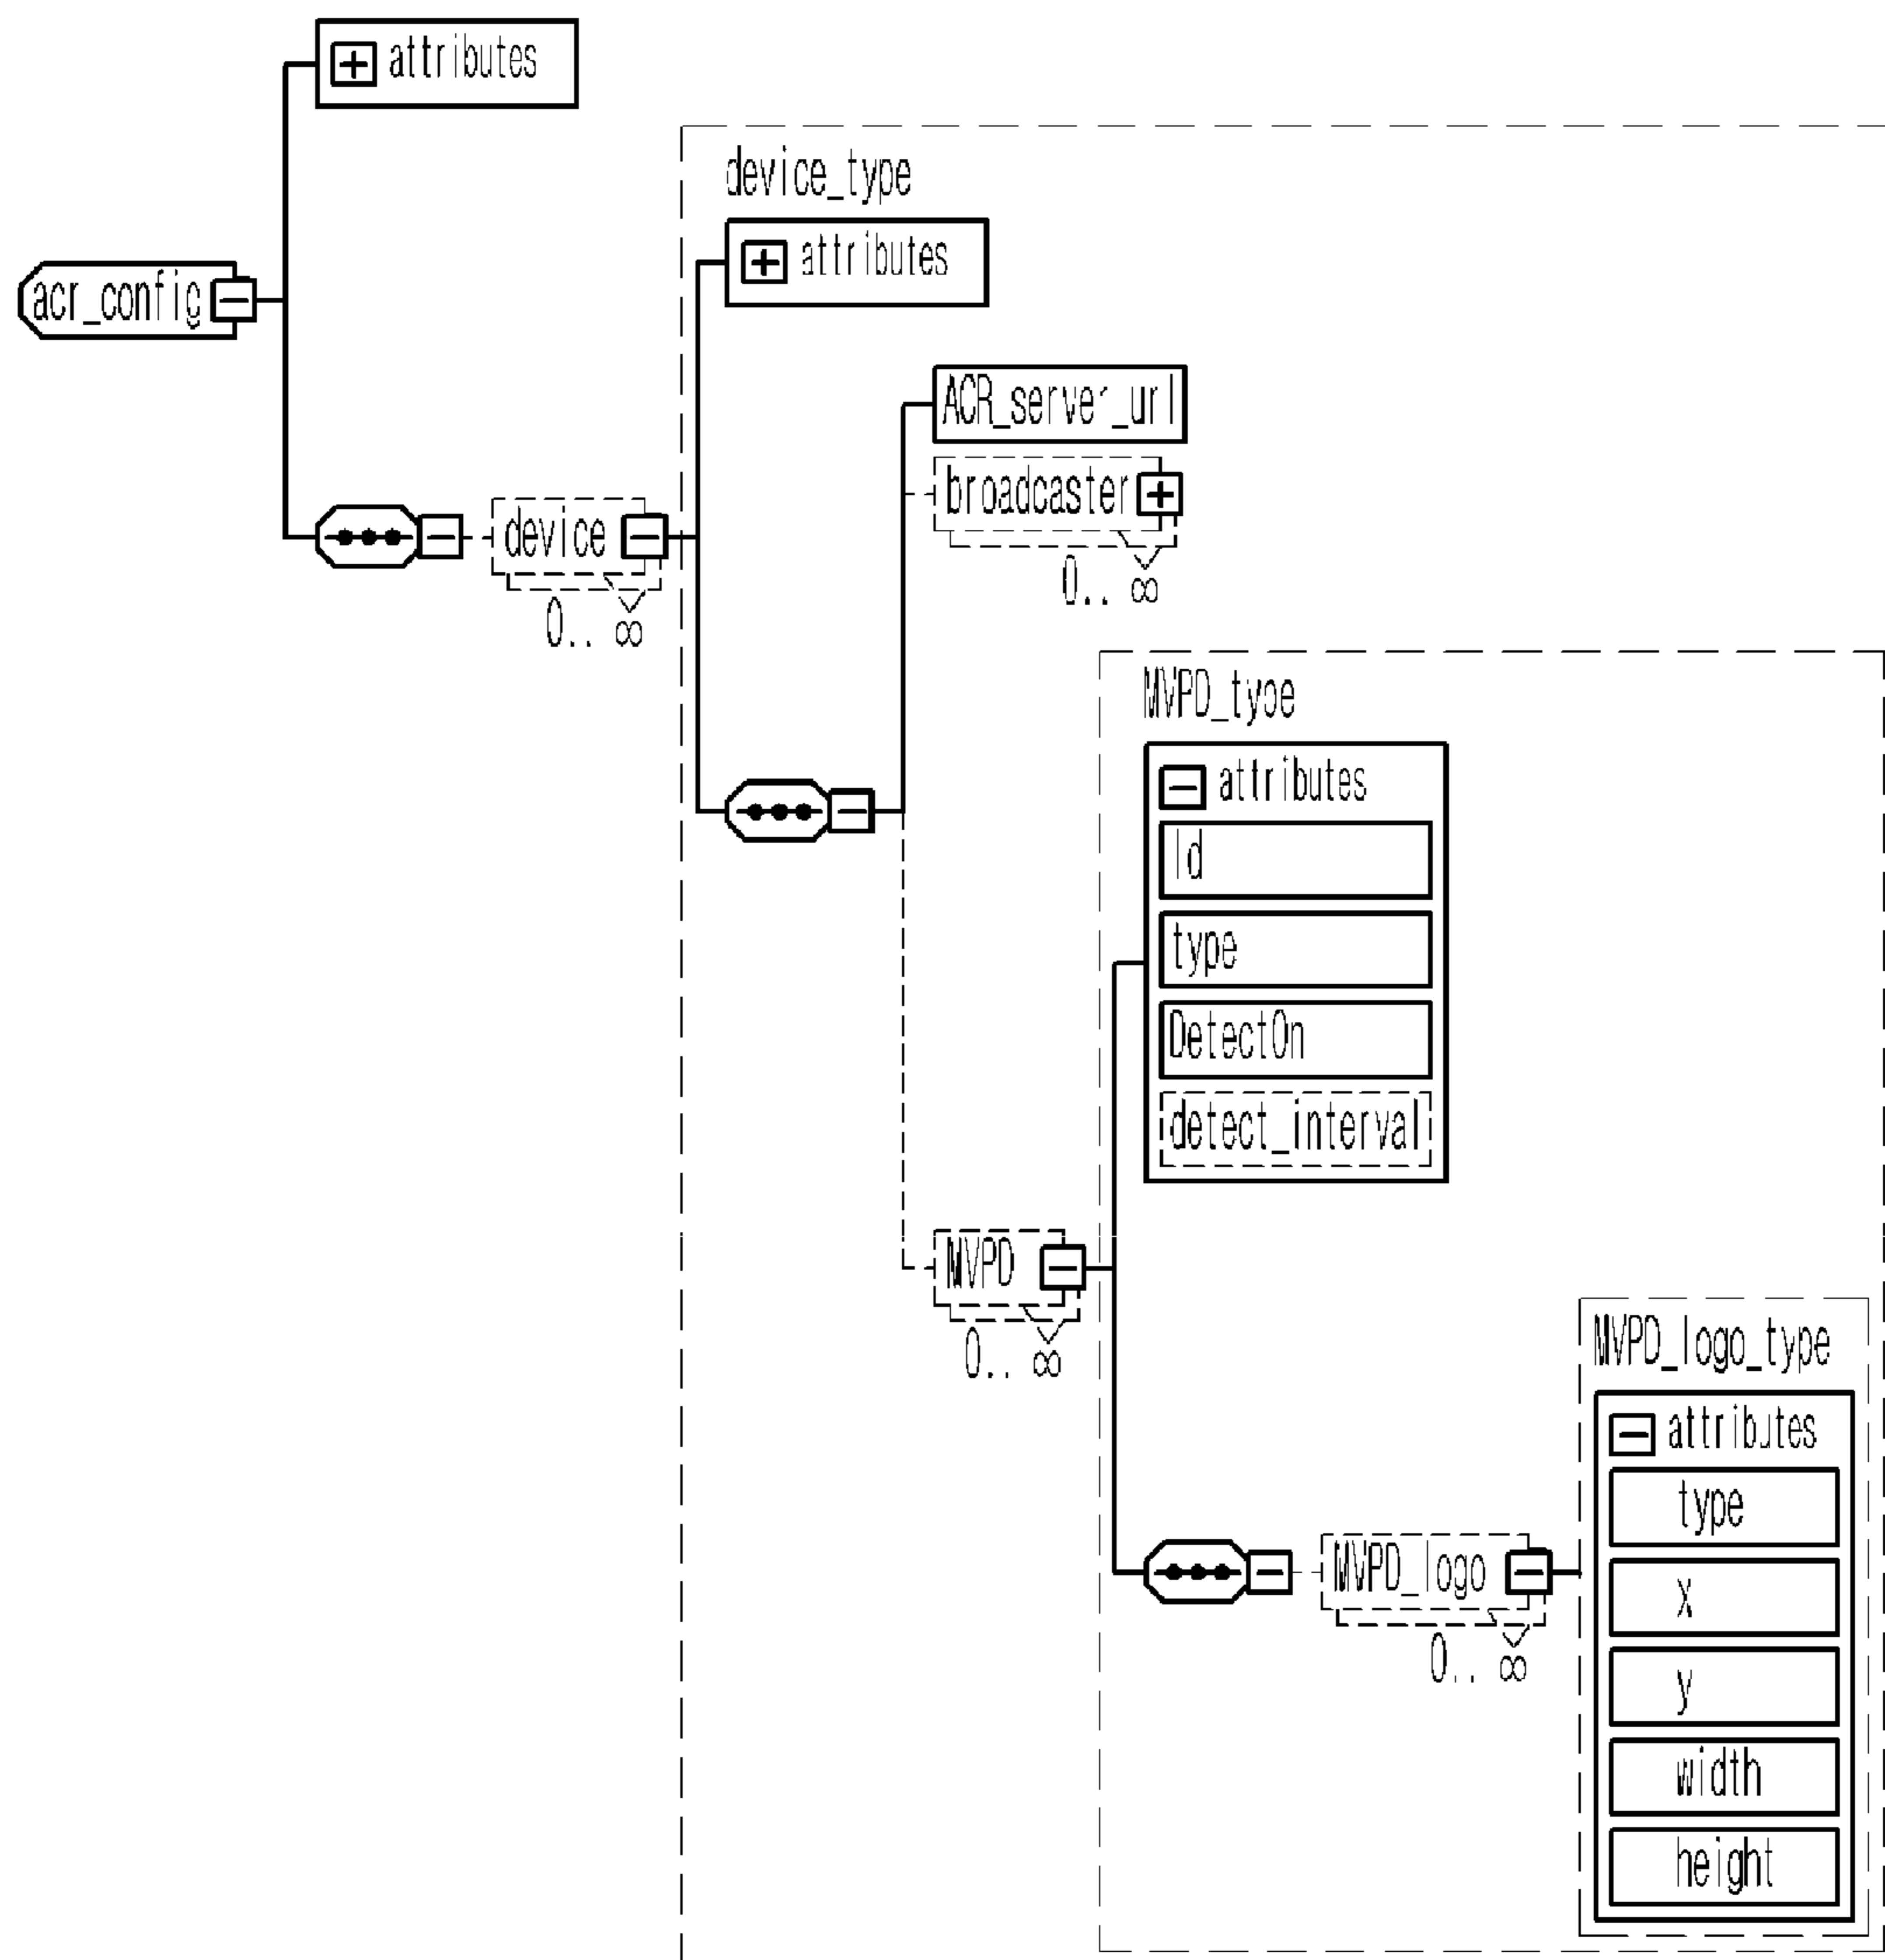 attributes
device_type
attributes
acr_config
ACR_server_url
broadcaster
0.. ∞
device
0.. ∞
MVPD_type
attributes
Id
type
DetectOn
detect_interval
MVPD
0.. ∞
MVPD_logo_type
attributes
type
x
y
width
height
MVPD_logo
0.. ∞